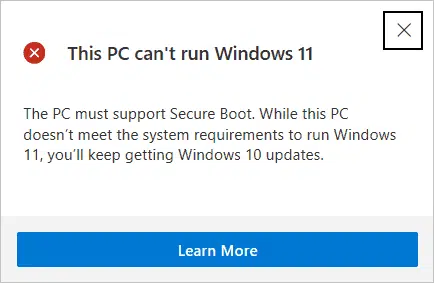 This PC can't run Windows 11
The PC must support Secure Boot. While this PC
doesn’t meet the system requirements to run Windows
11, you’ll keep getting Windows 10 updates.
Learn More